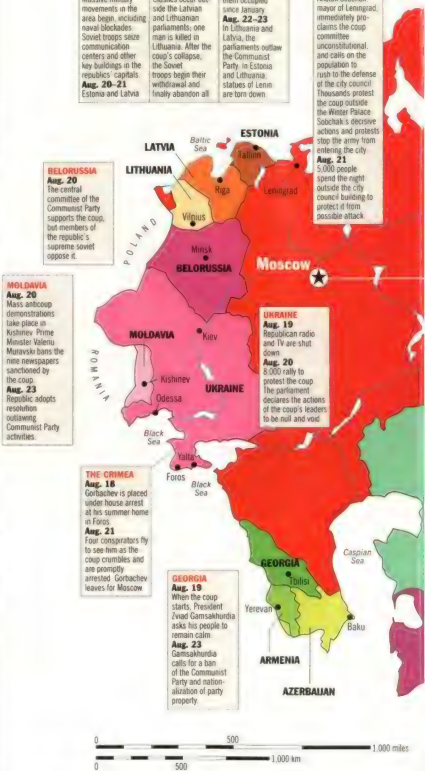 movements in the
area begin, including
naval blockades
Soviet troops seize
communication
centers and other
key buildings in the
republics' capitals
Aug. 20–21
Estonia and Latvia
side the Latvian
and Lithuanian
parliaments; one
man is killed in
Lithuania. After the
coup's collapse,
the Soviet
troops begin their
withdrawal and
finally abandon all
since January
Aug. 22–23
In Lithuania and
Latvia, the
parliaments outlaw
the Communist
Party. In Estonia
and Lithuania,
statues of Lenin
are torn down.
mayor of Leningrad,
immediately pro-
claims the coup
committee
unconstitutional,
and calls on the
population to
rush to the defense
of the city council
Thousands protest
the coup outside
the Winter Palace
Sobchak's decisive
actions and protests
stop the army from
entering the city
Aug. 21
5,000 people
spend the night
outside the city
council building to
protect it from
possible attack
ESTONIA
Baltic
Sea
Tallinn
LATVIA
LITHUANIA
Riga
Leningrad
Vilnius
BELORUSSIA
Aug. 20
The central
committee of the
Communist Party
supports the coup,
but members of
the republic's
supreme soviet
oppose it.
POLAND
Minsk
BELORUSSIA
Moscow
MOLDAVIA
Aug. 20
Mass anticoup
demonstrations
take place in
Kishinev. Prime
Minister Valeriu
Muravski bans the
nine newspapers
sanctioned by
the coup.
Aug. 23
Republic adopts
resolution
outlawing
Communist Party
activities.
ROMANIA
MOLDAVIA
Kiev
Kishinev
UKRAINE
Odessa
Black
Sea
UKRAINE
Aug. 19
Republican radio
and TV are shut
down
Aug. 20
8,000 rally to
protest the coup
The parliament
declares the actions
of the coup's leaders
to be null and void
Yalta
Foros
Black
Sea
THE CRIMEA
Aug. 18
Gorbachev is placed
under house arrest
at his summer home
in Foros
Aug. 21
Four conspirators fly
to see him as the
coup crumbles and
are promptly
arrested Gorbachev
leaves for Moscow
Caspian
Sea
GEORGIA
Tbilisi
Yerevan
Baku
ARMENIA
AZERBAIJAN
GEORGIA
Aug. 19
When the coup
starts, President
Zviad Gamsakhurdia
asks his people to
remain calm
Aug. 23
Gamsakhurdia
calls for a ban
of the Communist
Party and nation-
alization of party
property.
0 500 1,000 miles
0 500 1,000 km